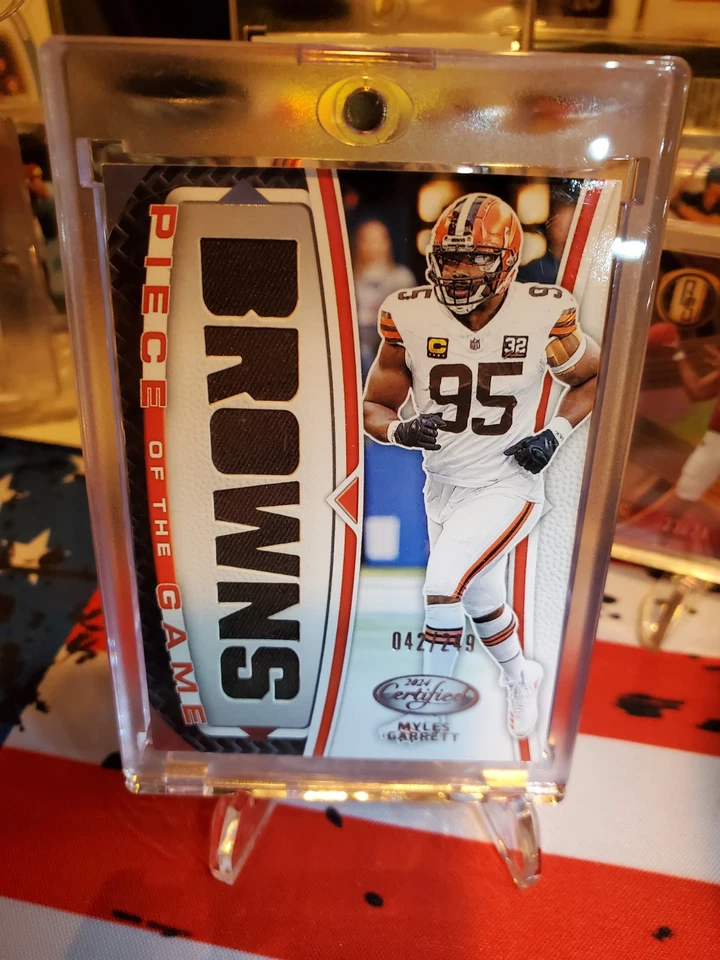 PIECE OF THE GAME
BROWNS
95
C
32
95
042/249
2024
Certified
MYLES
GARRETT